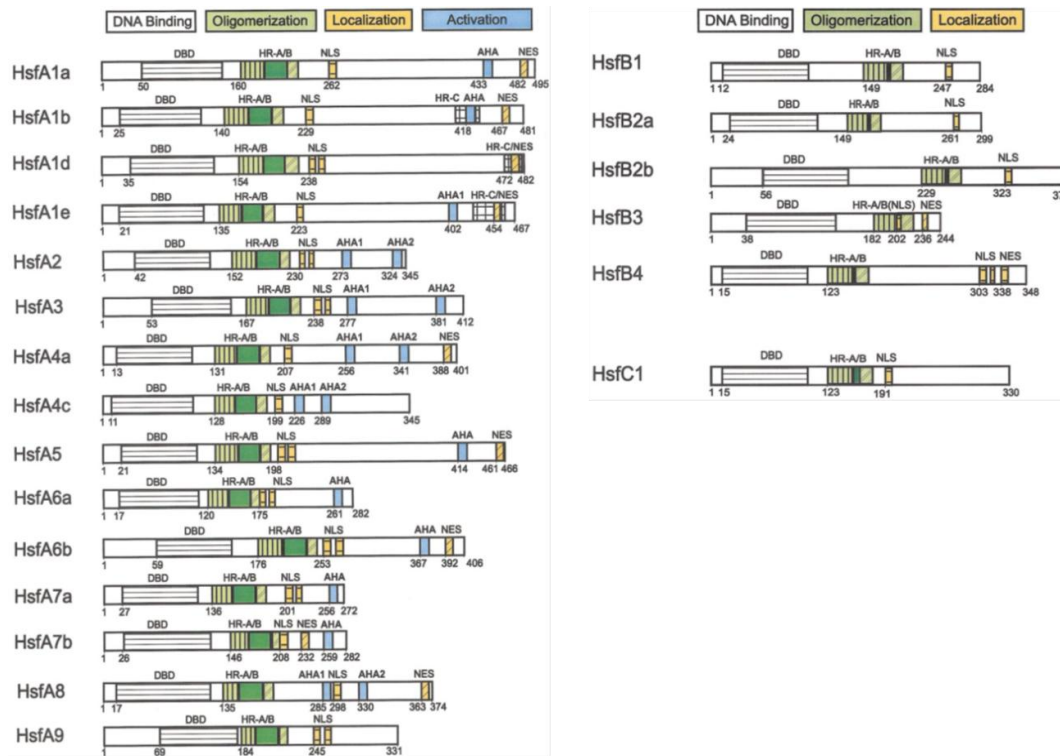 DNA Binding Oligomerization Localization Activation
DBD HR-A/B NLS AHA NES
HsfA1a
1 50 160 262 433 482 495
DBD HR-A/B NLS HR-C AHA NES
HsfA1b
1 25 140 229 418 467 481
DBD HR-A/B NLS HR-C/NES
HsfA1d
1 35 154 238 472 482
DBD HR-A/B NLS AHA1 HR-C/NES
HsfA1e
1 21 135 223 402 454 467
DBD HR-A/B NLS AHA1 AHA2
HsfA2
1 42 152 230 273 324 345
DBD HR-A/B NLS AHA1 AHA2
HsfA3
1 53 167 238 277 381 412
DBD HR-A/B NLS AHA1 AHA2 NES
HsfA4a
1 13 131 207 256 341 388 401
DBD HR-A/B NLS AHA1 AHA2
HsfA4c
1 11 128 199 226 289 345
DBD HR-A/B NLS AHA NES
HsfA5
1 21 134 198 414 461 466
DBD HR-A/B NLS AHA
HsfA6a
1 17 120 175 261 282
DBD HR-A/B NLS AHA NES
HsfA6b
1 59 176 253 367 392 406
DBD HR-A/B NLS AHA
HsfA7a
1 27 136 201 256 272
DBD HR-A/B NLS NES AHA
HsfA7b
1 26 146 208 232 259 282
DBD HR-A/B AHA1 NLS AHA2 NES
HsfA8
1 17 135 285 298 330 363 374
DBD HR-A/B NLS
HsfA9
1 69 184 245 331
DNA Binding Oligomerization Localization
DBD HR-A/B NLS
HsfB1
1 12 149 247 284
DBD HR-A/B NLS
HsfB2a
1 24 149 261 299
DBD HR-A/B NLS
HsfB2b
1 56 229 323
DBD HR-A/B(NLS) NES
HsfB3
1 38 162 202 236 244
DBD HR-A/B NLS NES
HsfB4
1 15 123 303 338 348
DBD HR-A/B NLS
HsfC1
1 15 123 191 330